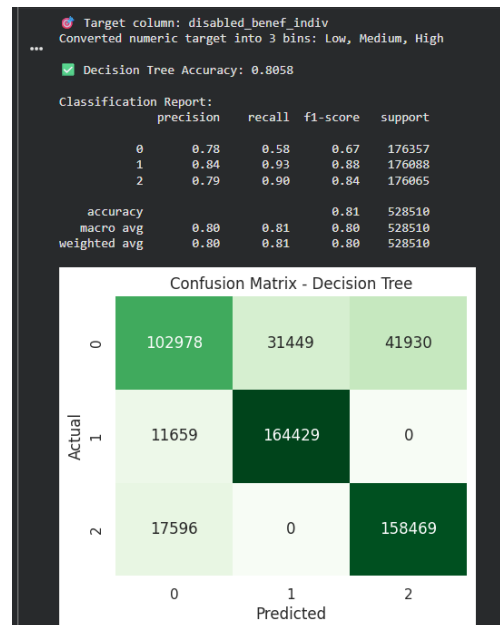 🎯 Target column: disabled_benef_indiv
Converted numeric target into 3 bins: Low, Medium, High
•••
✅ Decision Tree Accuracy: 0.8058
Classification Report:
precision recall f1-score support
0 0.78 0.58 0.67 176357
1 0.84 0.93 0.88 176088
2 0.79 0.90 0.84 176065
accuracy 0.81 528510
macro avg 0.80 0.81 0.80 528510
weighted avg 0.80 0.81 0.80 528510
Confusion Matrix - Decision Tree
0 102978 31449 41930
Actual
1 11659 164429 0
2 17596 0 158469
0 1 2
Predicted